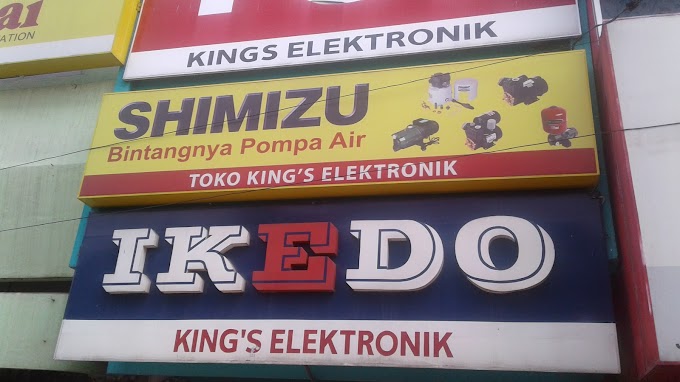 KINGS ELEKTRONIK
SHIMIZU
Bintangnya Pompa Air
TOKO KING'S ELEKTRONIK
IKEDO
KING'S ELEKTRONIK